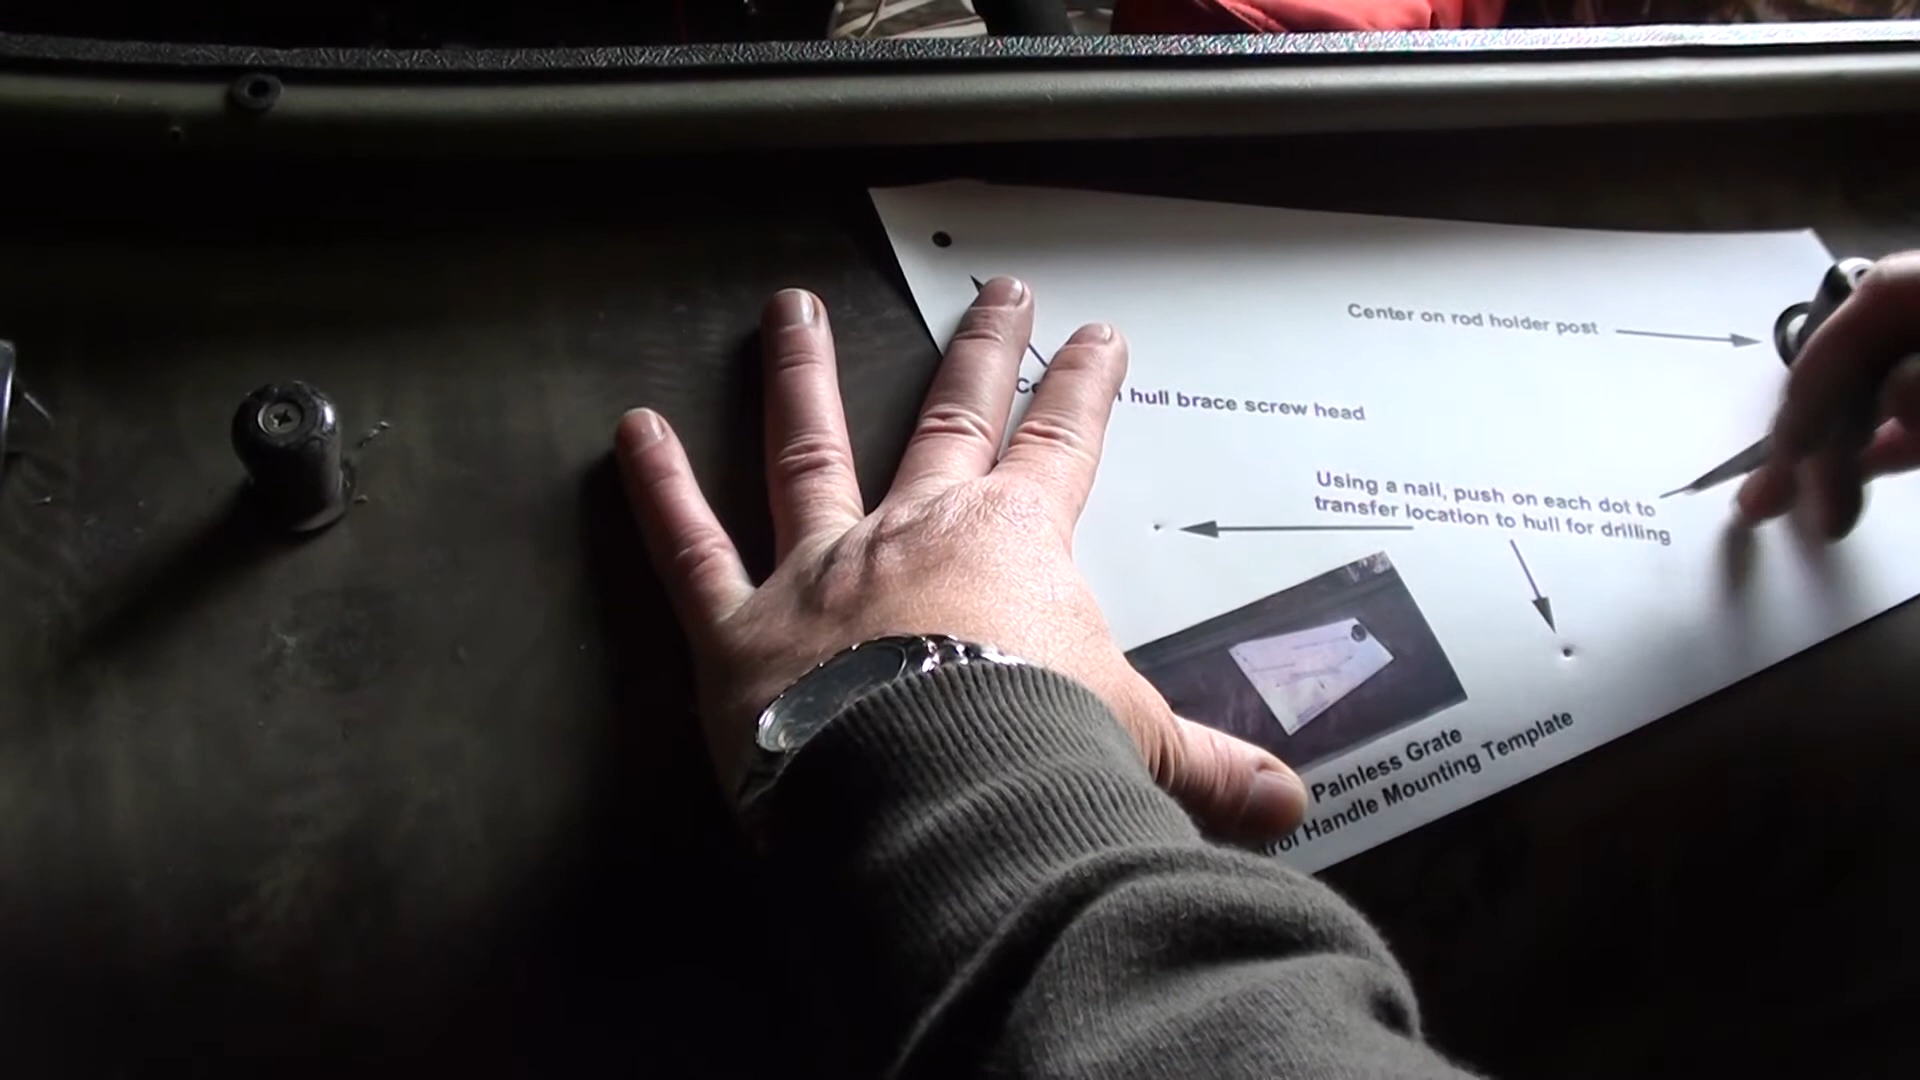 Center on rod holder post
hull brace screw head
Using a nail, push on each dot to
transfer location to hull for drilling
Painless Grate
Handle Mounting Template